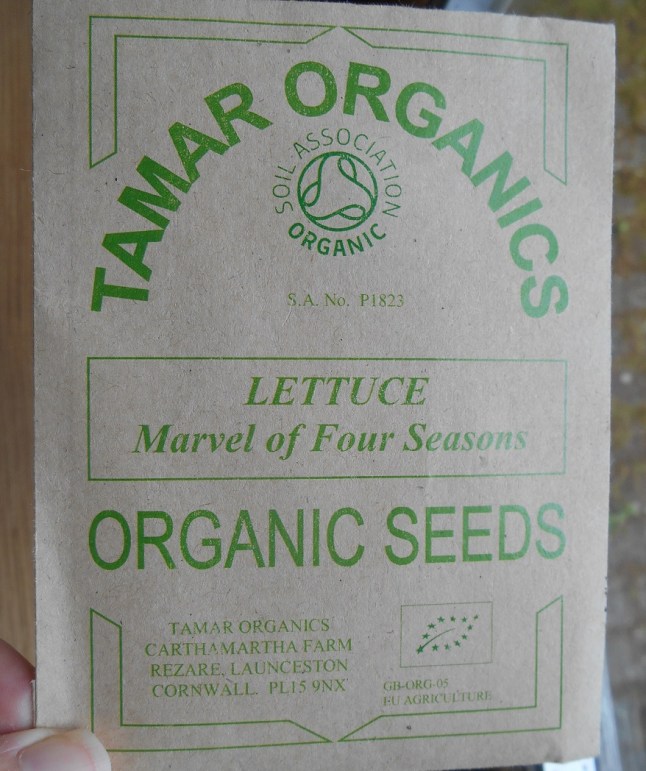 TAMAR ORGANICS
SOIL ASSOCIATION
ORGANIC
S.A. No. P1823
LETTUCE
Marvel of Four Seasons
ORGANIC SEEDS
TAMAR ORGANICS
CARTHAMARTHA FARM
REZARE, LAUNCESTON
CORNWALL. PL15 9NX
GB-ORG-05
EU AGRICULTURE